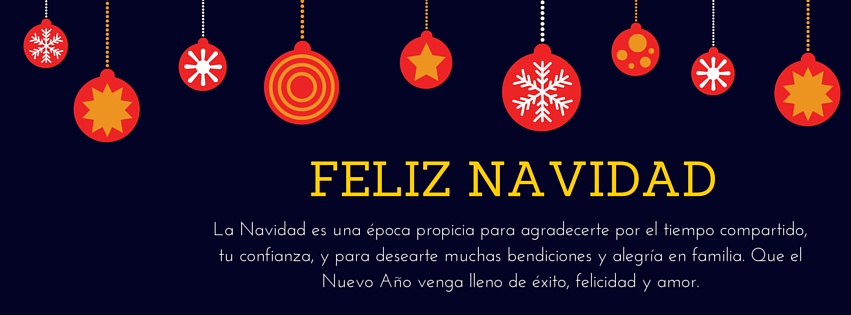 FELIZ NAVIDAD
La Navidad es una época propicia para agradecerte por el tiempo compartido,
tu confianza, y para desearte muchas bendiciones y alegría en familia. Que el
Nuevo Año venga lleno de éxito, felicidad y amor.